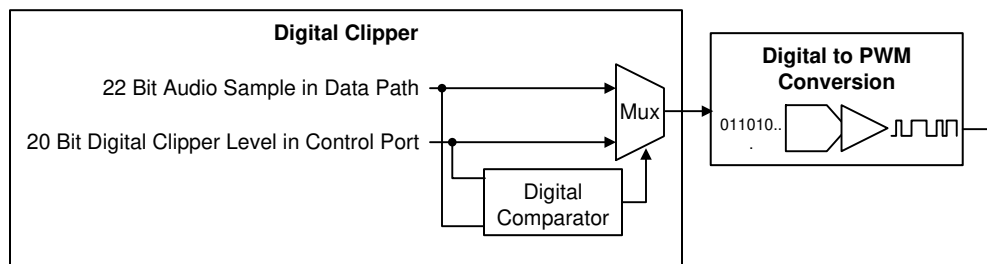 Digital Clipper
22 Bit Audio Sample in Data Path
20 Bit Digital Clipper Level in Control Port
Mux
Digital
Comparator
Digital to PWM
Conversion
011010..
.